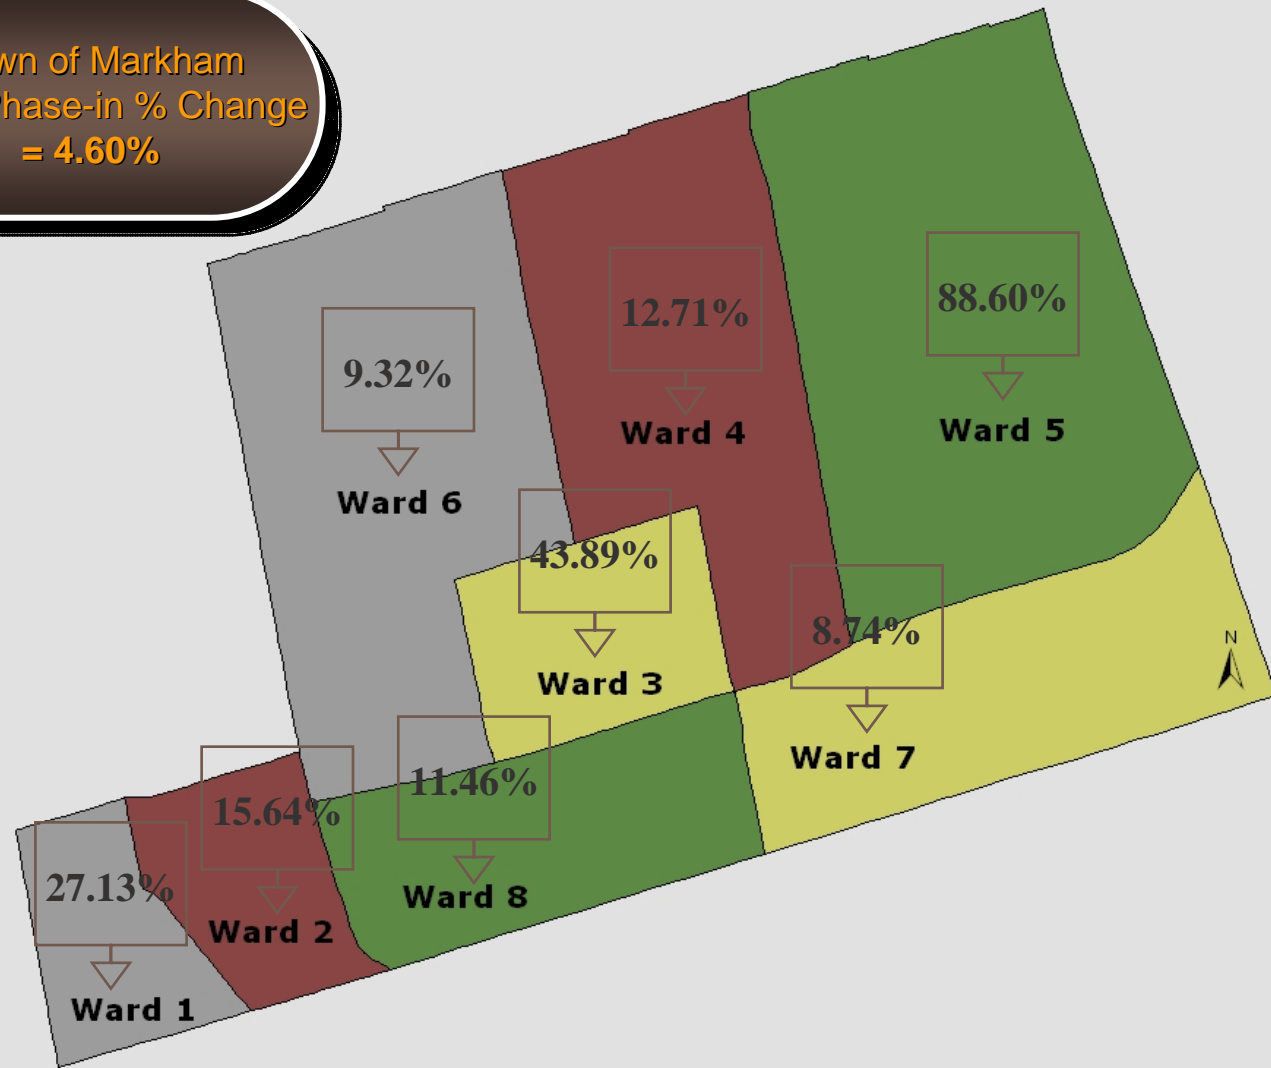 wn of Markham
hase-in % Change
= 4.60%
88.60%
12.71%
9.32%
Ward 5
Ward 4
Ward 6
43.89%
8.74%
N
Ward 3
Ward 7
11.46%
15.64%
27.13%
Ward 8
Ward 2
Ward 1